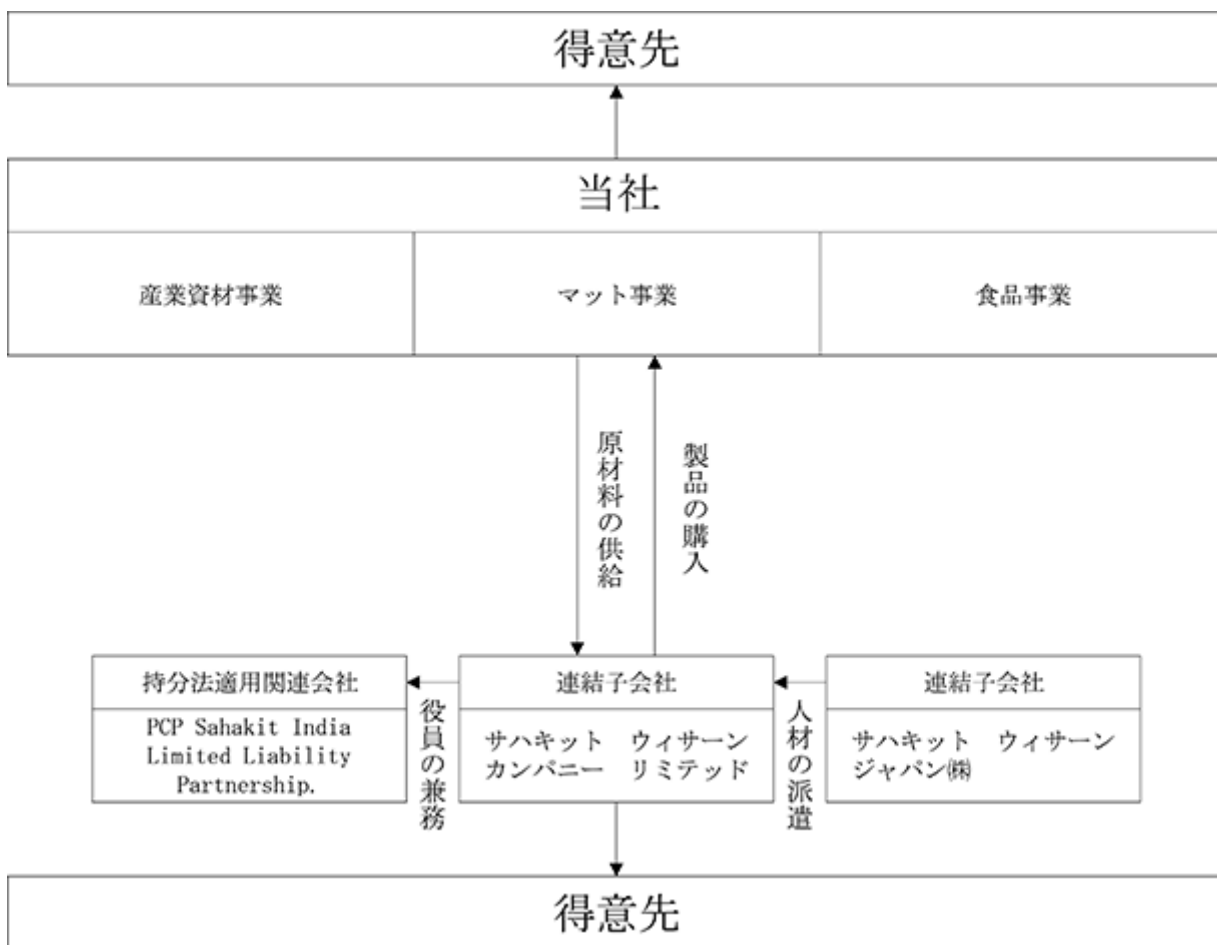 得意先
当社
産業資材事業
マット事業
食品事業
原材料の供給
製品の購入
持分法適用関連会社
PCP Sahakit India
Limited Liability
Partnership.
役員の兼務
連結子会社
サハキット　ウィサーン
カンパニー　リミテッド
人材の派遣
連結子会社
サハキット　ウィサーン
ジャパン㈱
得意先